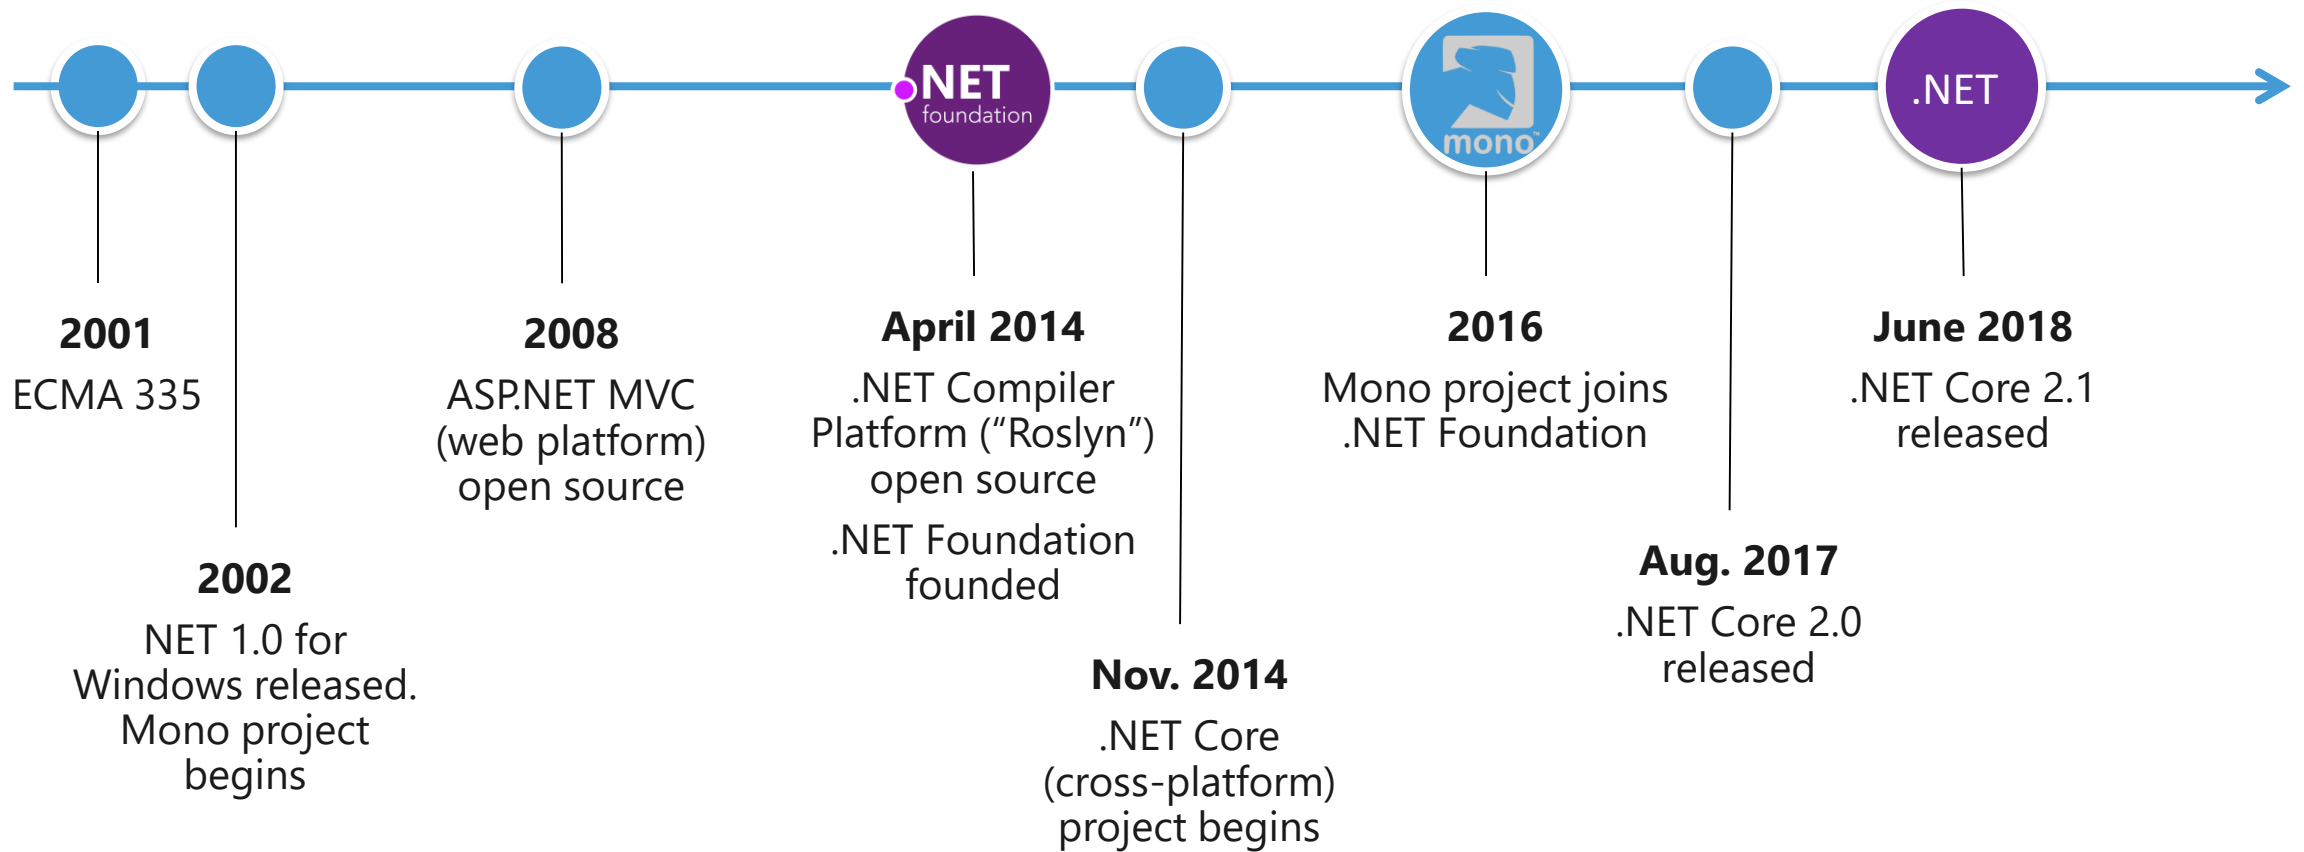 .NET
foundation
mono™
.NET
2001
ECMA 335
2002
NET 1.0 for
Windows released.
Mono project
begins
2008
ASP.NET MVC
(web platform)
open source
April 2014
.NET Compiler
Platform (“Roslyn”)
open source
.NET Foundation
founded
Nov. 2014
.NET Core
(cross-platform)
project begins
2016
Mono project joins
.NET Foundation
Aug. 2017
.NET Core 2.0
released
June 2018
.NET Core 2.1
released